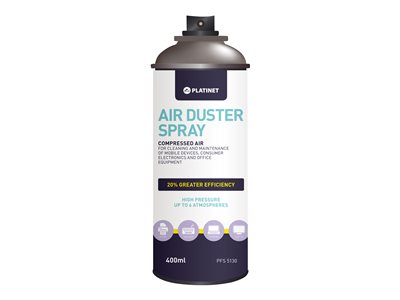 PLATINET
AIR DUSTER
SPRAY
COMPRESSED AIR
FOR CLEANING AND MAINTENANCE
OF MOBILE DEVICES, CONSUMER
ELECTRONICS AND OFFICE
EQUIPMENT
20% GREATER EFFICIENCY
HIGH PRESSURE
UP TO 6 ATMOSPHERES
400ml
PFS 5130